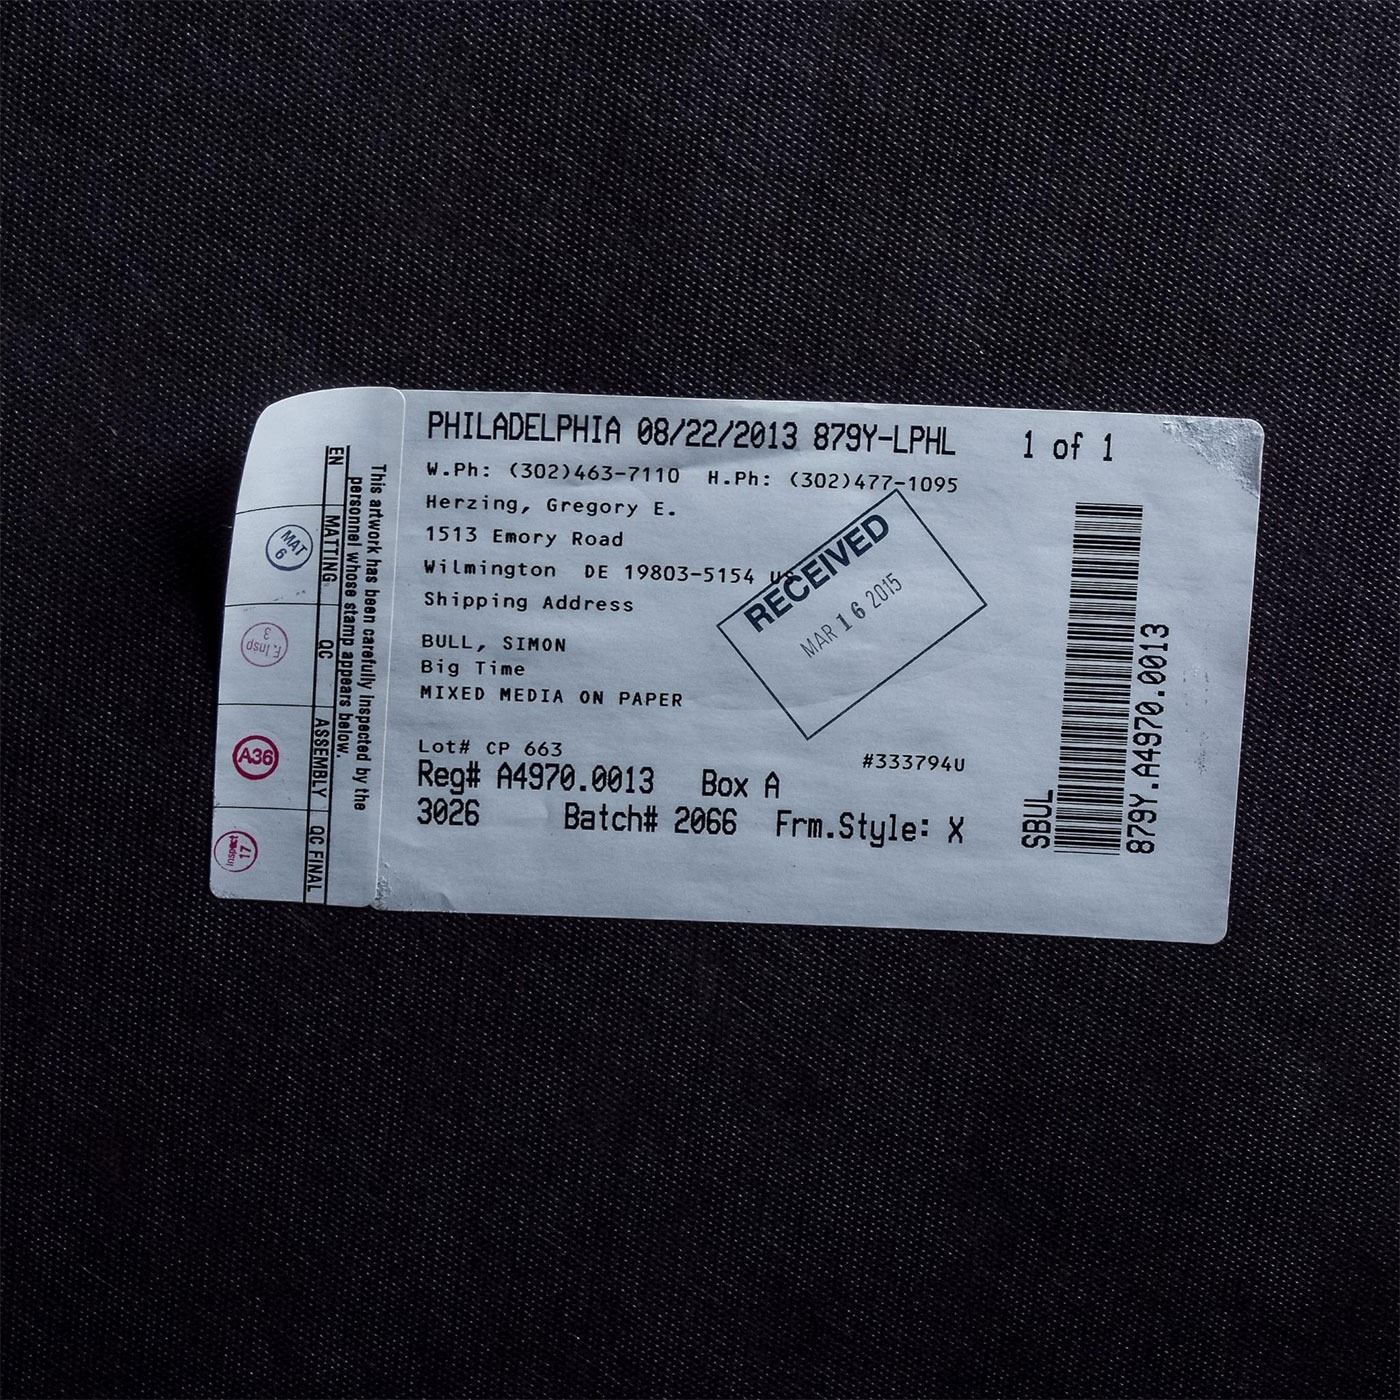 PHILADELPHIA 08/22/2013 879Y-LPHL 1 of 1
W.Ph: (302)463-7110 H.Ph: (302)477-1095
Herzing, Gregory E.
1513 Emory Road
Wilmington DE 19803-5154 US
Shipping Address
BULL, SIMON
Big Time
MIXED MEDIA ON PAPER
Lot# CP 663
#333794U
Reg# A4970.0013 Box A
3026 Batch# 2066 Frm.Style: X
RECEIVED
MAR 16 2015
SBUL
879Y.A4970.0013
This artwork has been carefully inspected by the
personnel whose stamp appears below.
EN MATTING QC ASSEMBLY QC FINAL
MAT
6
F. Insp
3
A36
Inspect
17